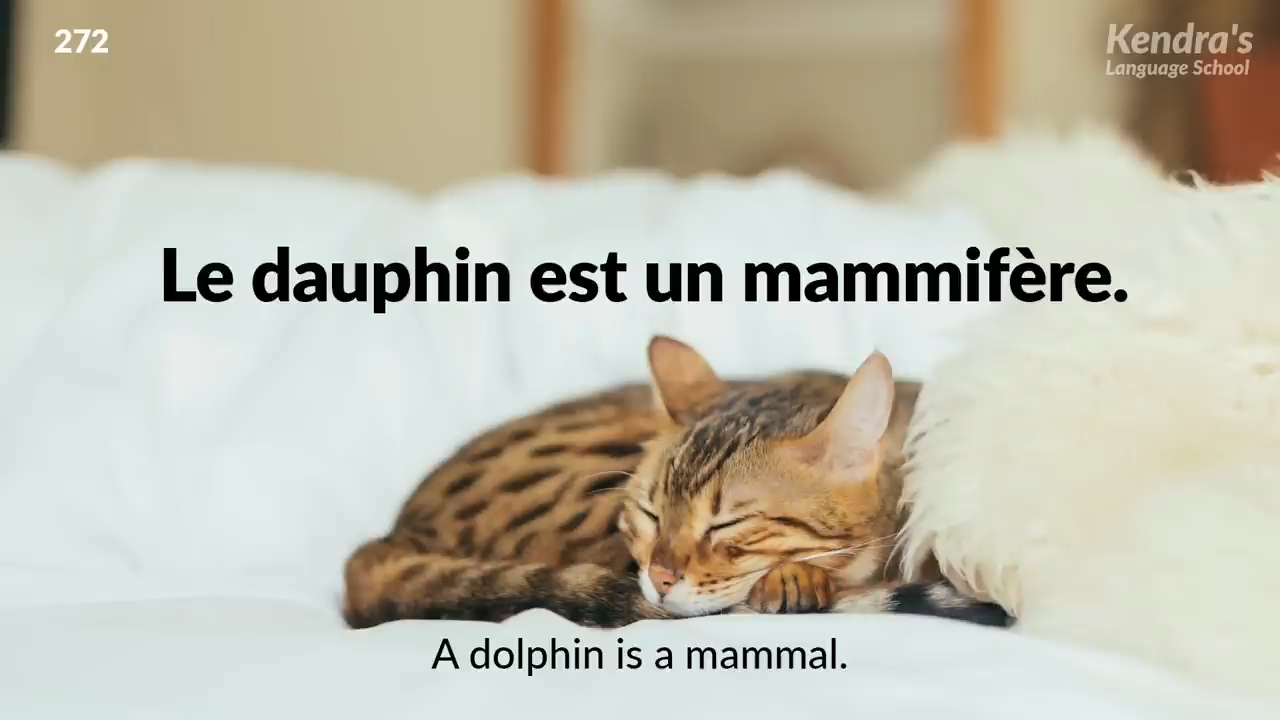 272
Kendra's
Language School
Le dauphin est un mammifère.
A dolphin is a mammal.